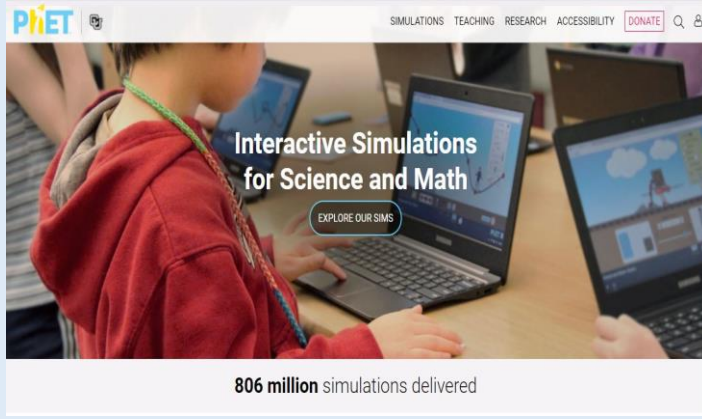 PhET
SIMULATIONS TEACHING RESEARCH ACCESSIBILITY DONATE
Interactive Simulations
for Science and Math
EXPLORE OUR SIMS
806 million simulations delivered